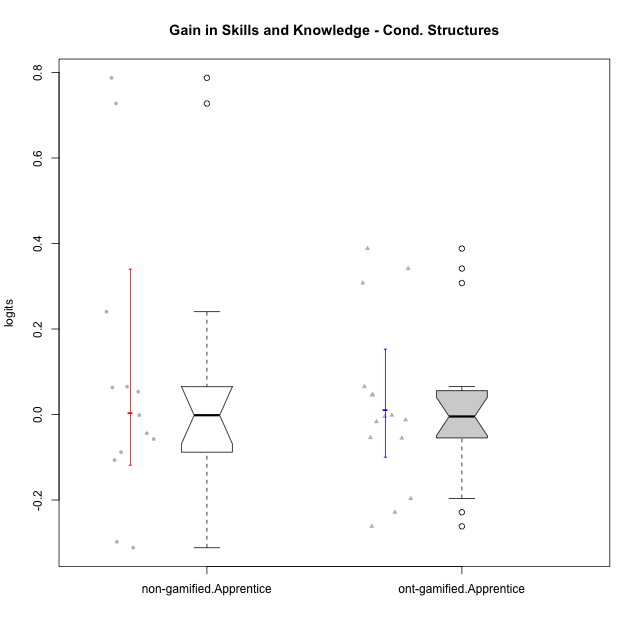 Gain in Skills and Knowledge - Cond. Structures
logits
0.8
0.6
0.4
0.2
0.0
-0.2
non-gamified.Apprentice
ont-gamified.Apprentice